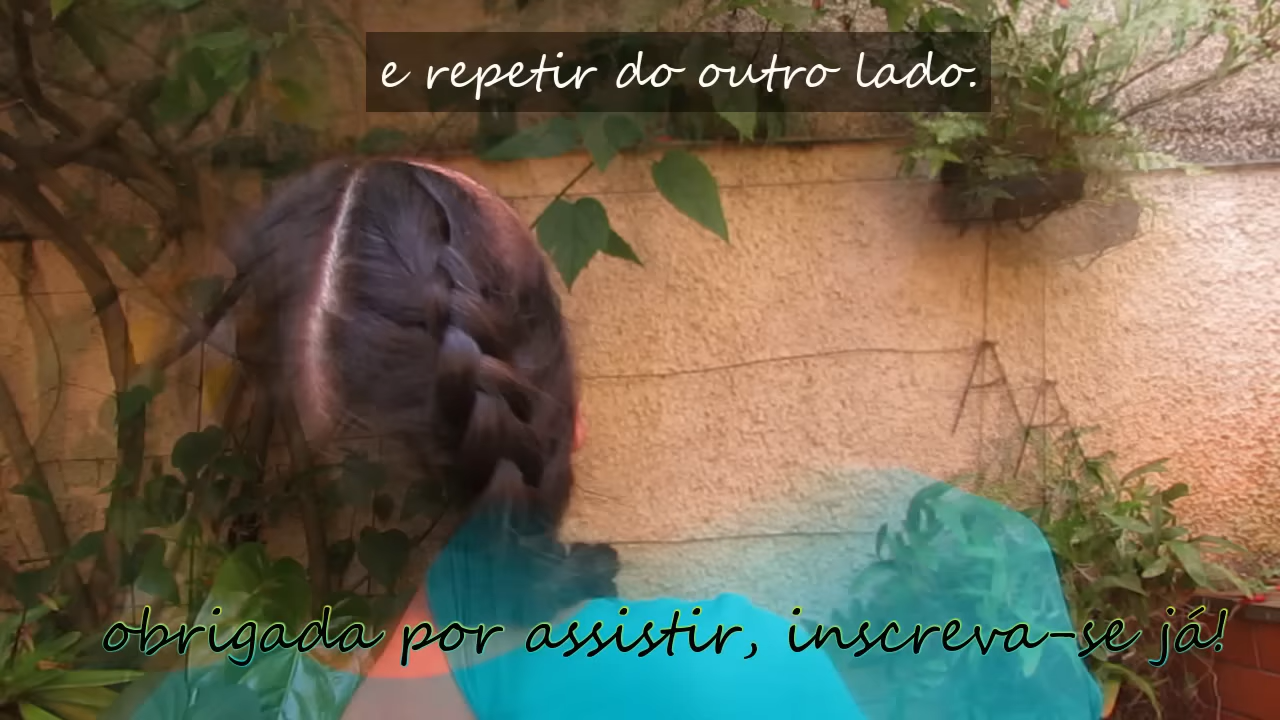 e repetir do outro lado.
obrigada por assistir, inscreva-se já!